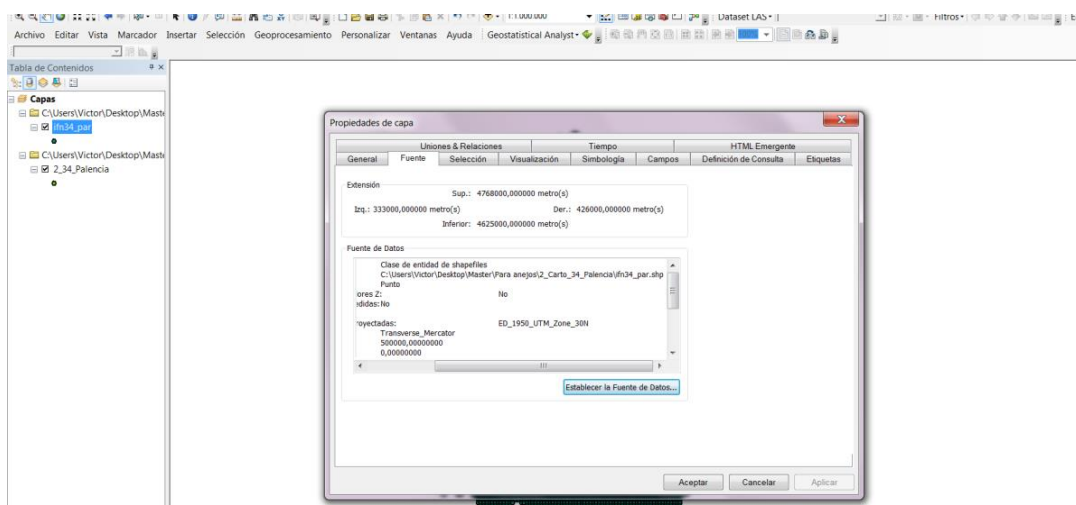 1:1.000.000 Dataset LAS Filtros
Archivo Editar Vista Marcador Insertar Selección Geoprocesamiento Personalizar Ventanas Ayuda Geostatistical Analyst 100%
Tabla de Contenidos
Capas
C:\Users\Victor\Desktop\Maste
ifn34_par
C:\Users\Victor\Desktop\Maste
2_34_Palencia
Propiedades de capa
Uniones & Relaciones Tiempo HTML Emergente
General Fuente Selección Visualización Simbología Campos Definición de Consulta Etiquetas
Extensión
Sup.: 4768000,000000 metro(s)
Izq.: 333000,000000 metro(s) Der.: 426000,000000 metro(s)
Inferior: 4625000,000000 metro(s)
Fuente de Datos
Clase de entidad de shapefiles
C:\Users\Victor\Desktop\Master\Para anejos\2_Carto_34_Palencia\ifn34_par.shp
Punto
ores Z: No
edidas: No
royectadas: ED_1950_UTM_Zone_30N
Transverse_Mercator
500000,00000000
0,00000000
Establecer la Fuente de Datos...
Aceptar Cancelar Aplicar